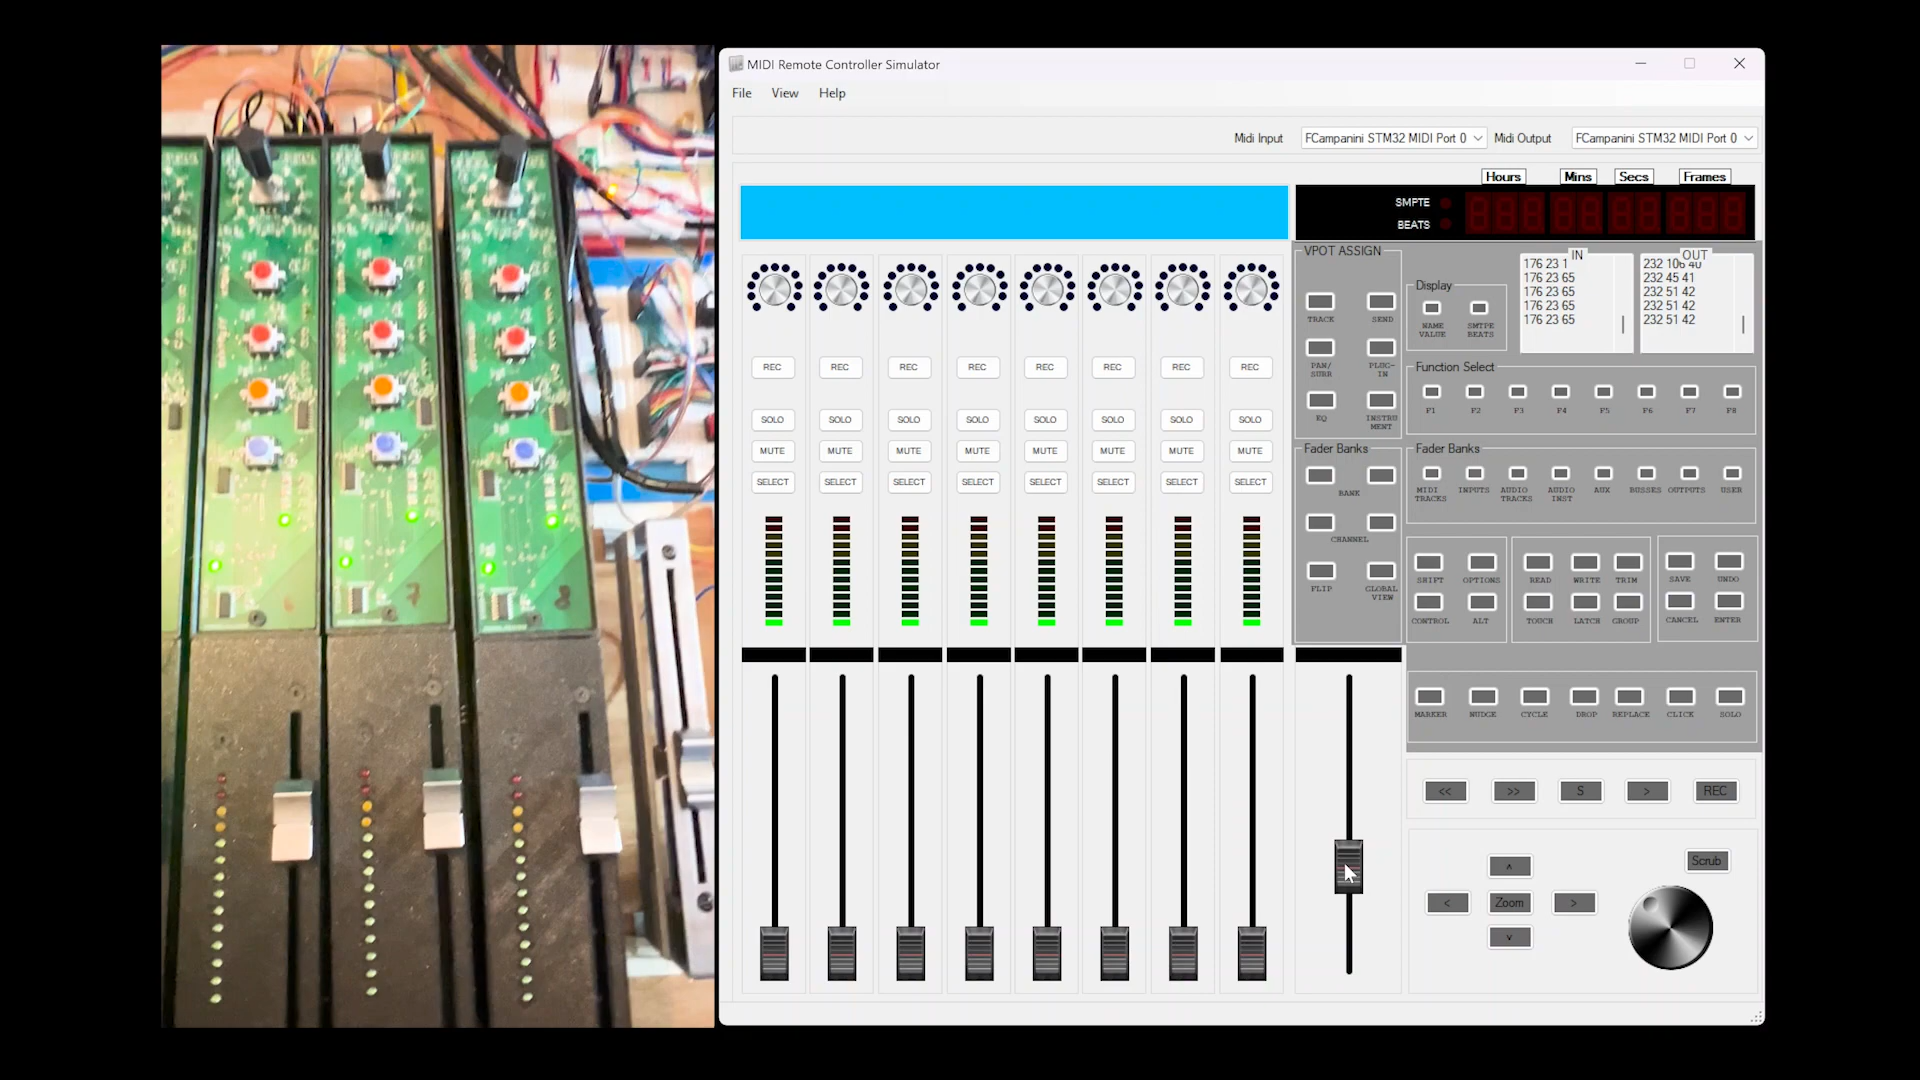 MIDI Remote Controller Simulator
File View Help
Midi Input FCampanini STM32 MIDI Port 0 Midi Output FCampanini STM32 MIDI Port 0
Hours Mins Secs Frames
SMPTE
BEATS
VPOT ASSIGN
TRACK SEND
PAN/ SURR PLUG- IN
EQ INSTRU MENT
Display
NAME VALUE SMTPE BEATS
IN
176 23 1
176 23 65
176 23 65
176 23 65
176 23 65
OUT
232 106 40
232 45 41
232 51 42
232 51 42
232 51 42
Function Select
F1 F2 F3 F4 F5 F6 F7 F8
REC REC REC REC REC REC REC REC
SOLO SOLO SOLO SOLO SOLO SOLO SOLO SOLO
MUTE MUTE MUTE MUTE MUTE MUTE MUTE MUTE
SELECT SELECT SELECT SELECT SELECT SELECT SELECT SELECT
Fader Banks
BANK
CHANNEL
FLIP GLOBAL VIEW
Fader Banks
MIDI TRACKS INPUTS AUDIO TRACKS AUDIO INST AUX BUSSES OUTPUTS USER
SHIFT OPTIONS READ WRITE TRIM SAVE UNDO
CONTROL ALT TOUCH LATCH GROUP CANCEL ENTER
MARKER NUDGE CYCLE DROP REPLACE CLICK SOLO
<< >> S > REC
Scrub
^
< Zoom >
v
7
8